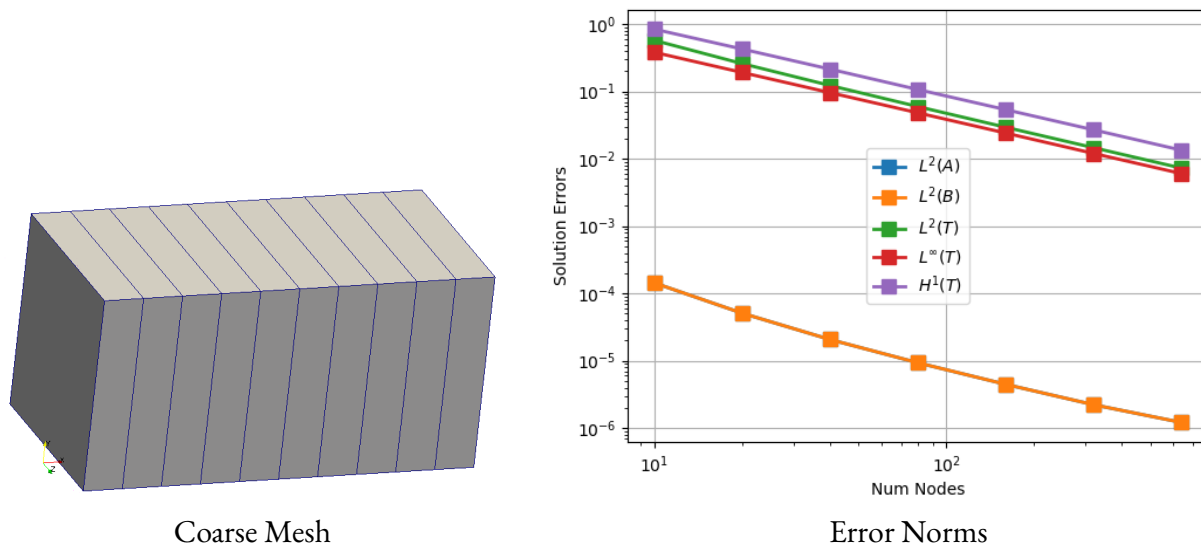 10⁰
10⁻¹
10⁻²
10⁻³
10⁻⁴
10⁻⁵
10⁻⁶
Solution Errors
L²(A)
L²(B)
L²(T)
L∞(T)
H¹(T)
10¹
10²
Num Nodes
Y
X
Z
Coarse Mesh
Error Norms